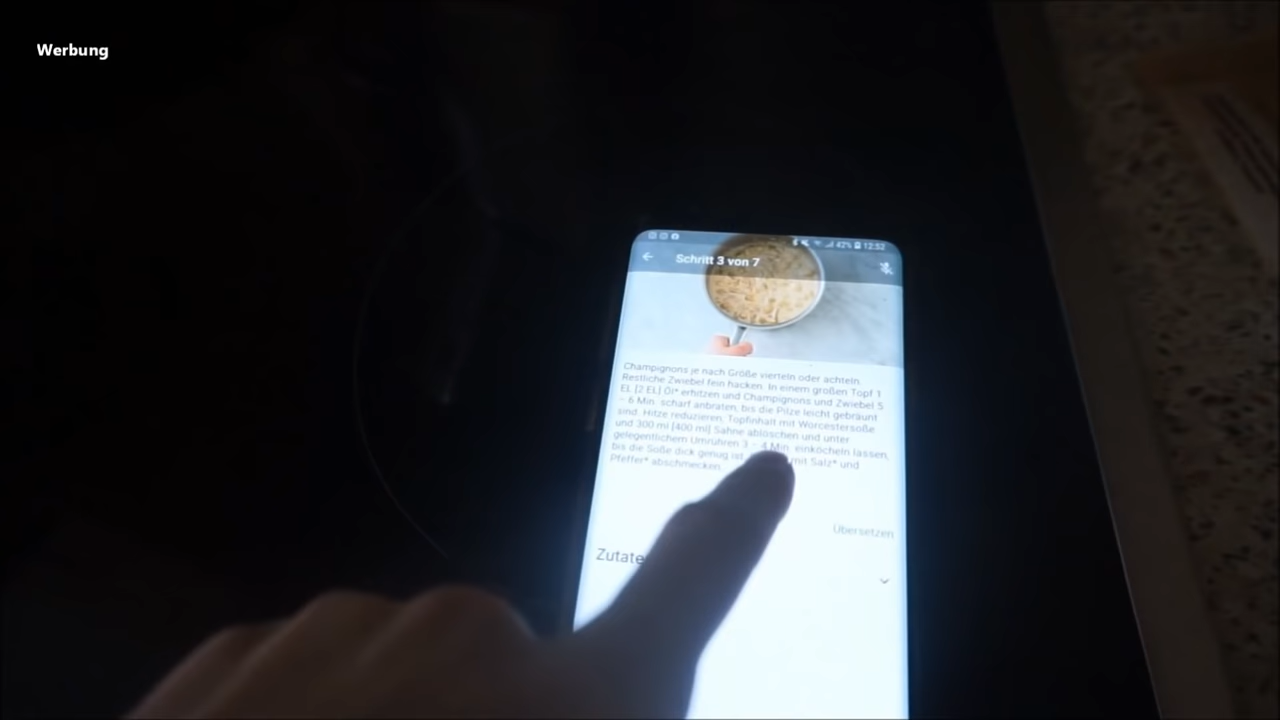 Werbung
42% 12:52
Schritt 3 von 7
Champignons je nach Größe vierteln oder achteln.
Restliche Zwiebel fein hacken. In einem großen Topf 1
EL [2 EL] Öl* erhitzen und Champignons und Zwiebel 5
– 6 Min. scharf anbraten, bis die Pilze leicht gebräunt
sind. Hitze reduzieren, Topfinhalt mit Worcestersoße
und 300 ml [400 ml] Sahne ablöschen und unter
gelegentlichem Umrühren 3 – 4 Min. einköcheln lassen,
bis die Soße dick genug ist. mit Salz* und
Pfeffer* abschmecken.
Übersetzen
Zutate